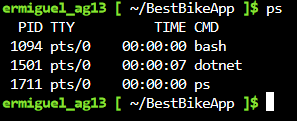 ermiguel_ag13 [ ~/BestBikeApp ]$ ps
  PID TTY          TIME CMD
 1094 pts/0    00:00:00 bash
 1501 pts/0    00:00:07 dotnet
 1711 pts/0    00:00:00 ps
ermiguel_ag13 [ ~/BestBikeApp ]$